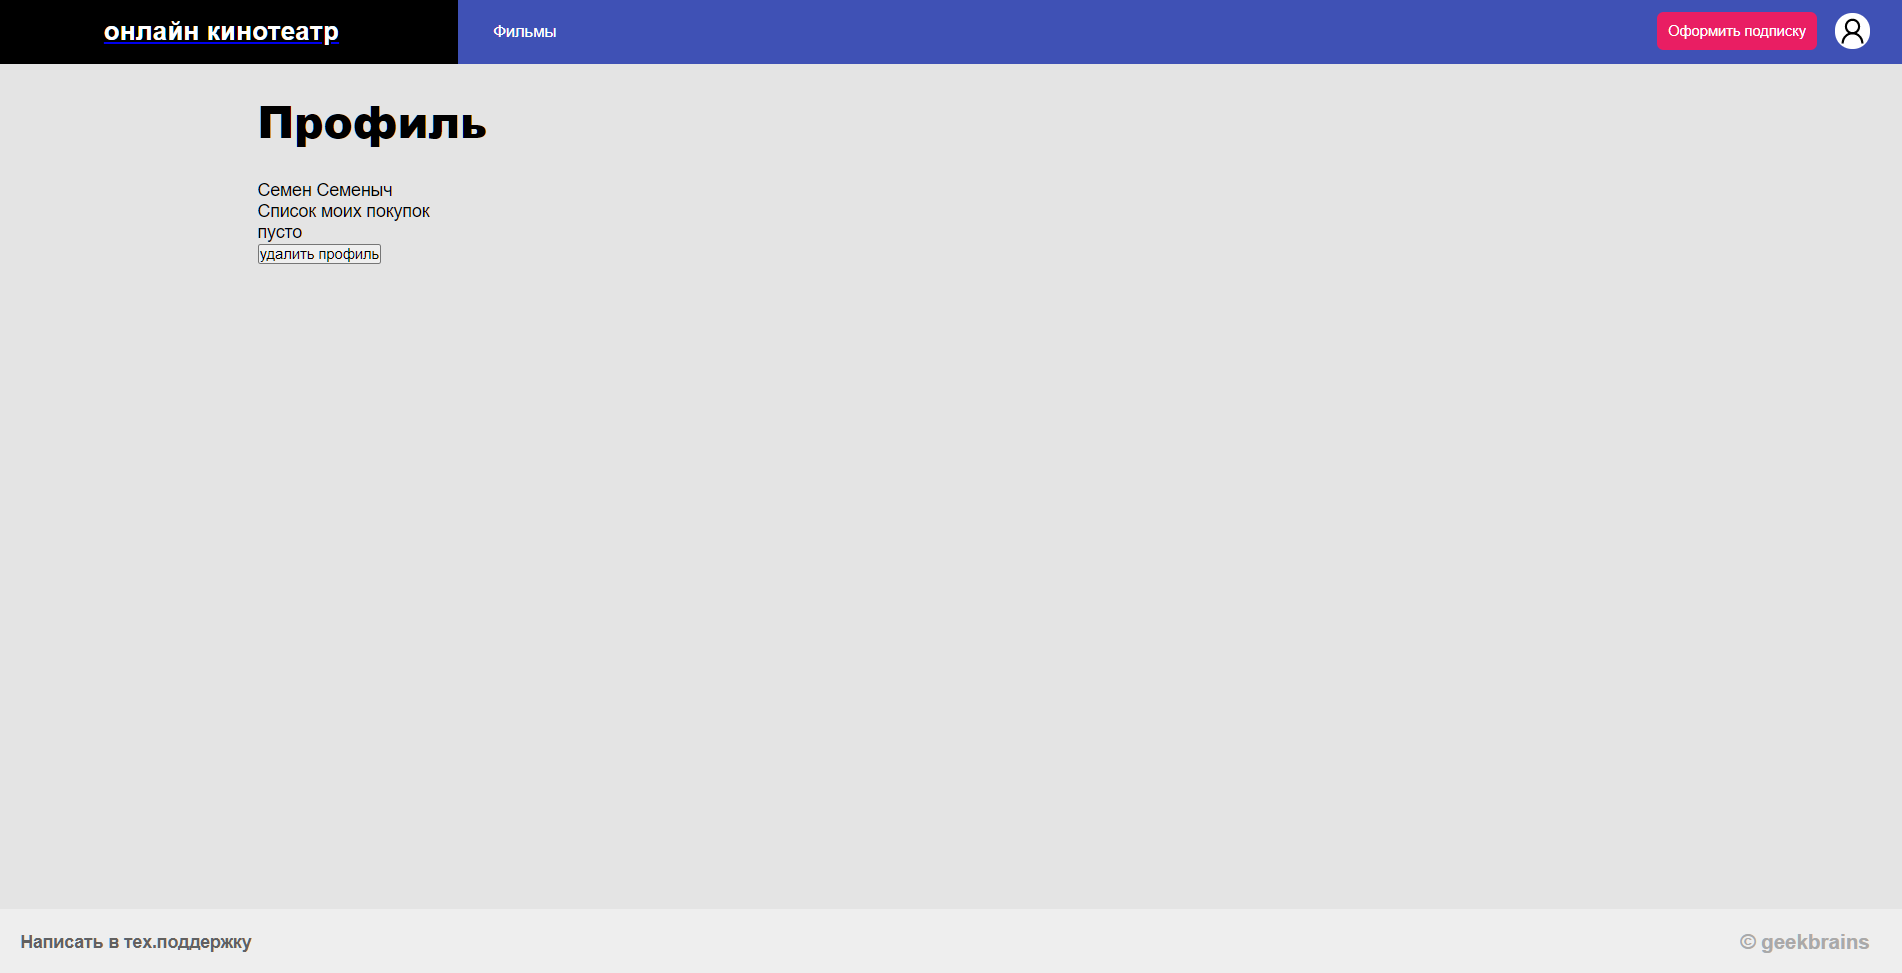 онлайн кинотеатр
Фильмы
Оформить подписку
Профиль
Семен Семеныч
Список моих покупок
пусто
удалить профиль
Написать в тех.поддержку
© geekbrains